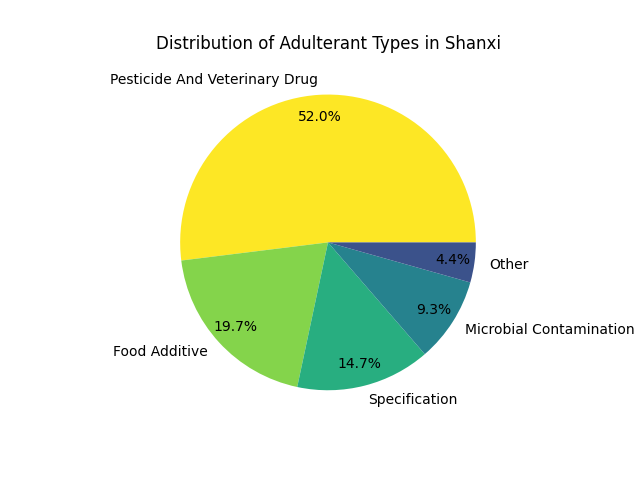 Distribution of Adulterant Types in Shanxi
Pesticide And Veterinary Drug
52.0%
4.4%
Other
9.3%
Microbial Contamination
19.7%
Food Additive
14.7%
Specification